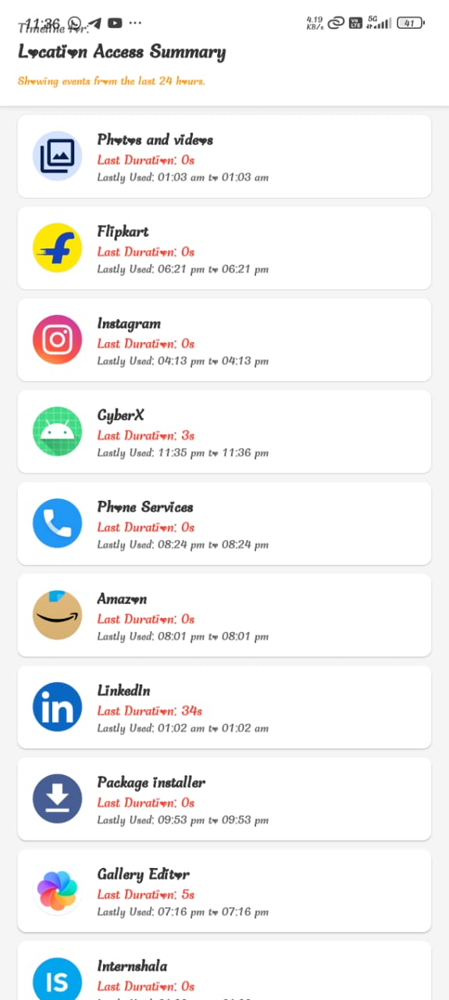 11:36
4.19 KB/s
Vo LTE
5G
41
Timeline for:
Location Access Summary
Showing events from the last 24 hours.
Photos and videos
Last Duration: 0s
Lastly Used: 01:03 am to 01:03 am
f
Flipkart
Last Duration: 0s
Lastly Used: 06:21 pm to 06:21 pm
Instagram
Last Duration: 0s
Lastly Used: 04:13 pm to 04:13 pm
CyberX
Last Duration: 3s
Lastly Used: 11:35 pm to 11:36 pm
Phone Services
Last Duration: 0s
Lastly Used: 08:24 pm to 08:24 pm
Amazon
Last Duration: 0s
Lastly Used: 08:01 pm to 08:01 pm
in
LinkedIn
Last Duration: 34s
Lastly Used: 01:02 am to 01:02 am
Package installer
Last Duration: 0s
Lastly Used: 09:53 pm to 09:53 pm
Gallery Editor
Last Duration: 5s
Lastly Used: 07:16 pm to 07:16 pm
IS
Internshala
Last Duration: 0s